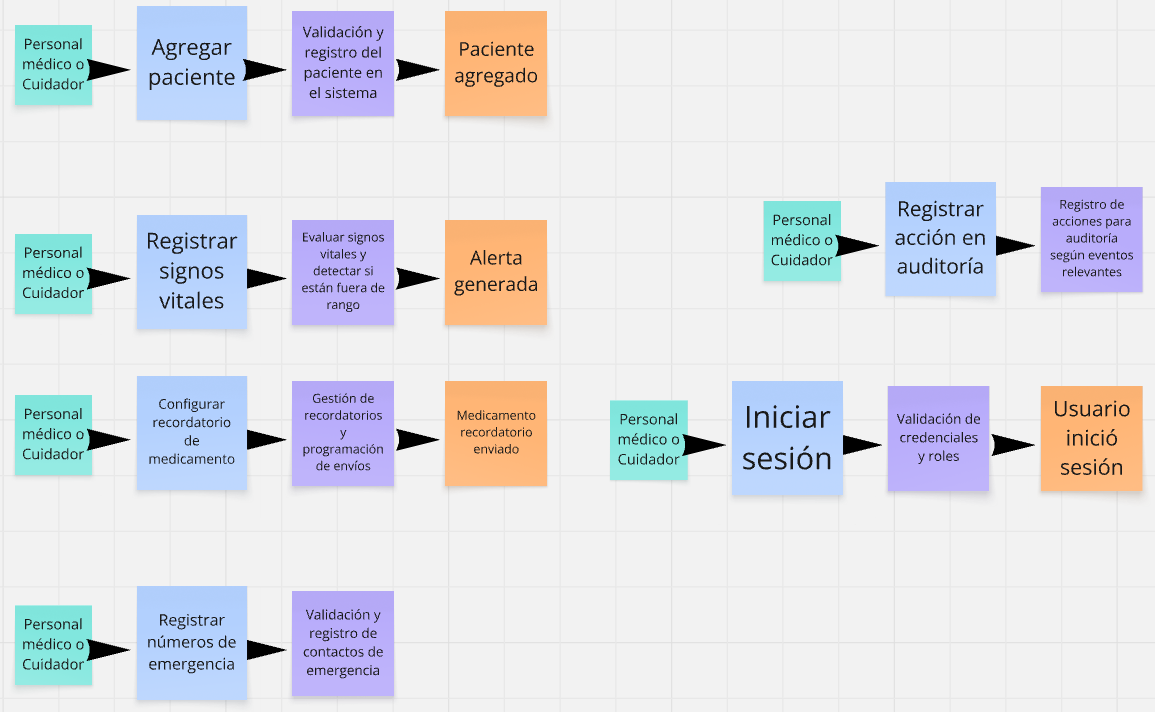 Personal
médico o
Cuidador
Agregar
paciente
Validación y
registro del
paciente en
el sistema
Paciente
agregado
Personal
médico o
Cuidador
Registrar
acción en
auditoría
Registro de
acciones para
auditoría
según eventos
relevantes
Personal
médico o
Cuidador
Registrar
signos
vitales
Evaluar signos
vitales y
detectar si
están fuera de
rango
Alerta
generada
Personal
médico o
Cuidador
Configurar
recordatorio
de
medicamento
Gestión de
recordatorios
y
programación
de envíos
Medicamento
recordatorio
enviado
Personal
médico o
Cuidador
Iniciar
sesión
Validación de
credenciales
y roles
Usuario
inició
sesión
Personal
médico o
Cuidador
Registrar
números de
emergencia
Validación y
registro de
contactos de
emergencia